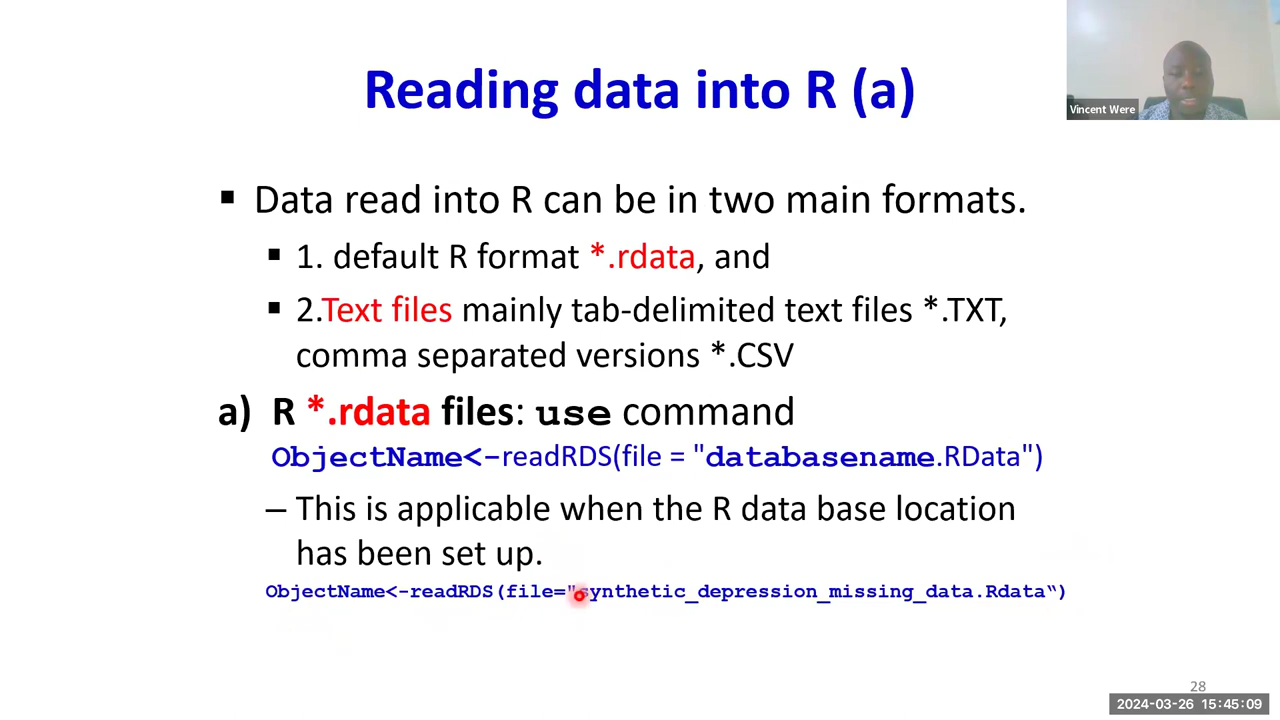 Vincent Were
Reading data into R (a)
▪ Data read into R can be in two main formats.
▪ 1. default R format *.rdata, and
▪ 2.Text files mainly tab-delimited text files *.TXT,
comma separated versions *.CSV
a) R *.rdata files: use command
ObjectName<-readRDS(file = "databasename.RData")
– This is applicable when the R data base location
has been set up.
ObjectName<-readRDS(file="synthetic_depression_missing_data.Rdata“)
28
2024-03-26 15:45:09